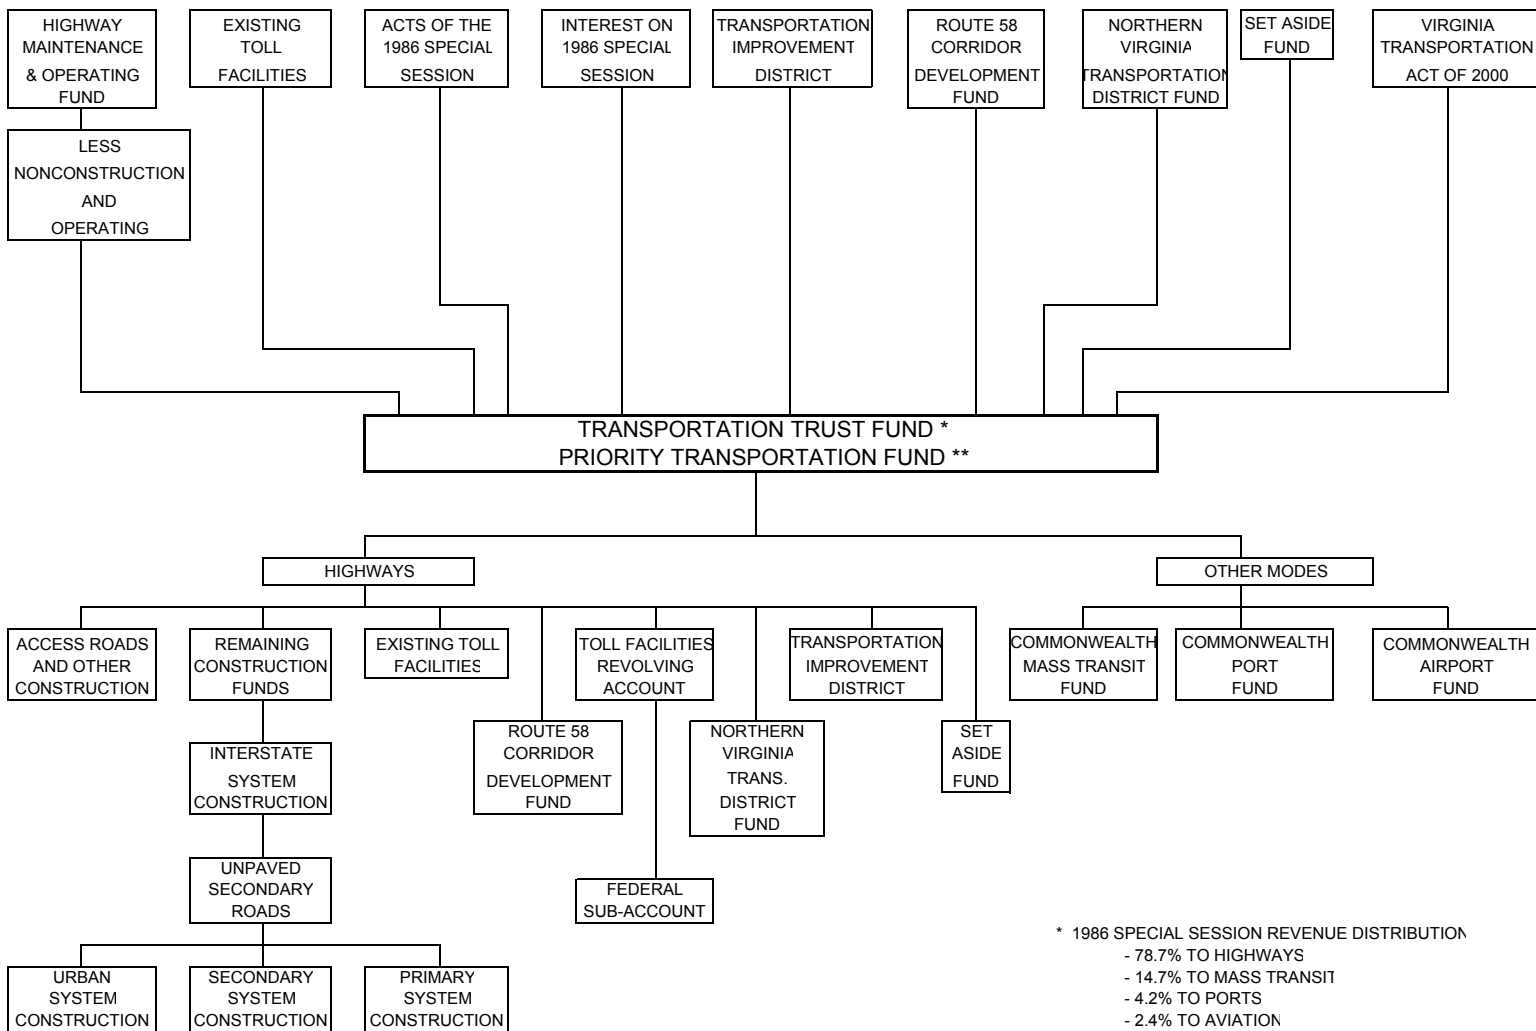 HIGHWAY
MAINTENANCE
& OPERATING
FUND
EXISTING
TOLL
FACILITIES
ACTS OF THE
1986 SPECIAL
SESSION
INTEREST ON
1986 SPECIAL
SESSION
TRANSPORTATION
IMPROVEMENT
DISTRICT
ROUTE 58
CORRIDOR
DEVELOPMENT
FUND
NORTHERN
VIRGINIA
TRANSPORTATION
DISTRICT FUND
SET ASIDE
FUND
VIRGINIA
TRANSPORTATION
ACT OF 2000
LESS
NONCONSTRUCTION
AND
OPERATING
TRANSPORTATION TRUST FUND *
PRIORITY TRANSPORTATION FUND **
HIGHWAYS
OTHER MODES
ACCESS ROADS
AND OTHER
CONSTRUCTION
REMAINING
CONSTRUCTION
FUNDS
EXISTING TOLL
FACILITIES
TOLL FACILITIES
REVOLVING
ACCOUNT
TRANSPORTATION
IMPROVEMENT
DISTRICT
COMMONWEALTH
MASS TRANSIT
FUND
COMMONWEALTH
PORT
FUND
COMMONWEALTH
AIRPORT
FUND
ROUTE 58
CORRIDOR
DEVELOPMENT
FUND
NORTHERN
VIRGINIA
TRANS.
DISTRICT
FUND
SET
ASIDE
FUND
INTERSTATE
SYSTEM
CONSTRUCTION
UNPAVED
SECONDARY
ROADS
FEDERAL
SUB-ACCOUNT
URBAN
SYSTEM
CONSTRUCTION
SECONDARY
SYSTEM
CONSTRUCTION
PRIMARY
SYSTEM
CONSTRUCTION
* 1986 SPECIAL SESSION REVENUE DISTRIBUTION
- 78.7% TO HIGHWAYS
- 14.7% TO MASS TRANSIT
- 4.2% TO PORTS
- 2.4% TO AVIATION